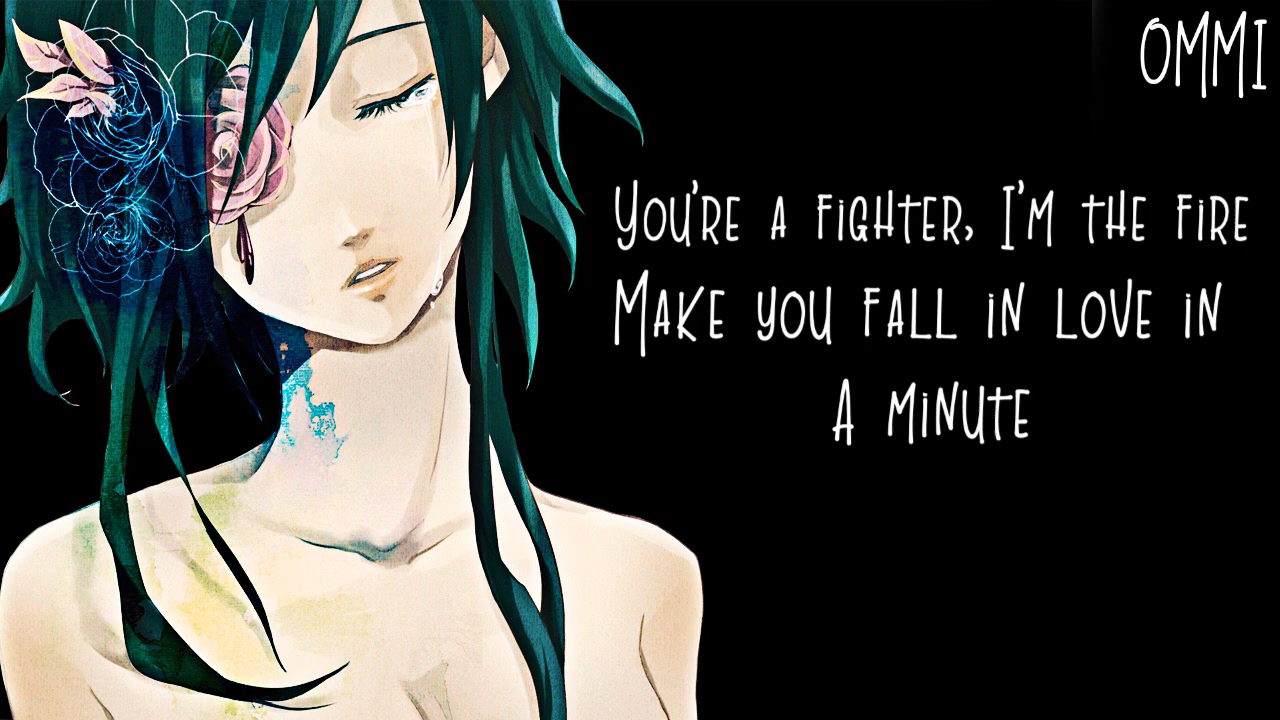 OMMI
You're a fighter, I'm the fire
Make you fall in love in
a minute